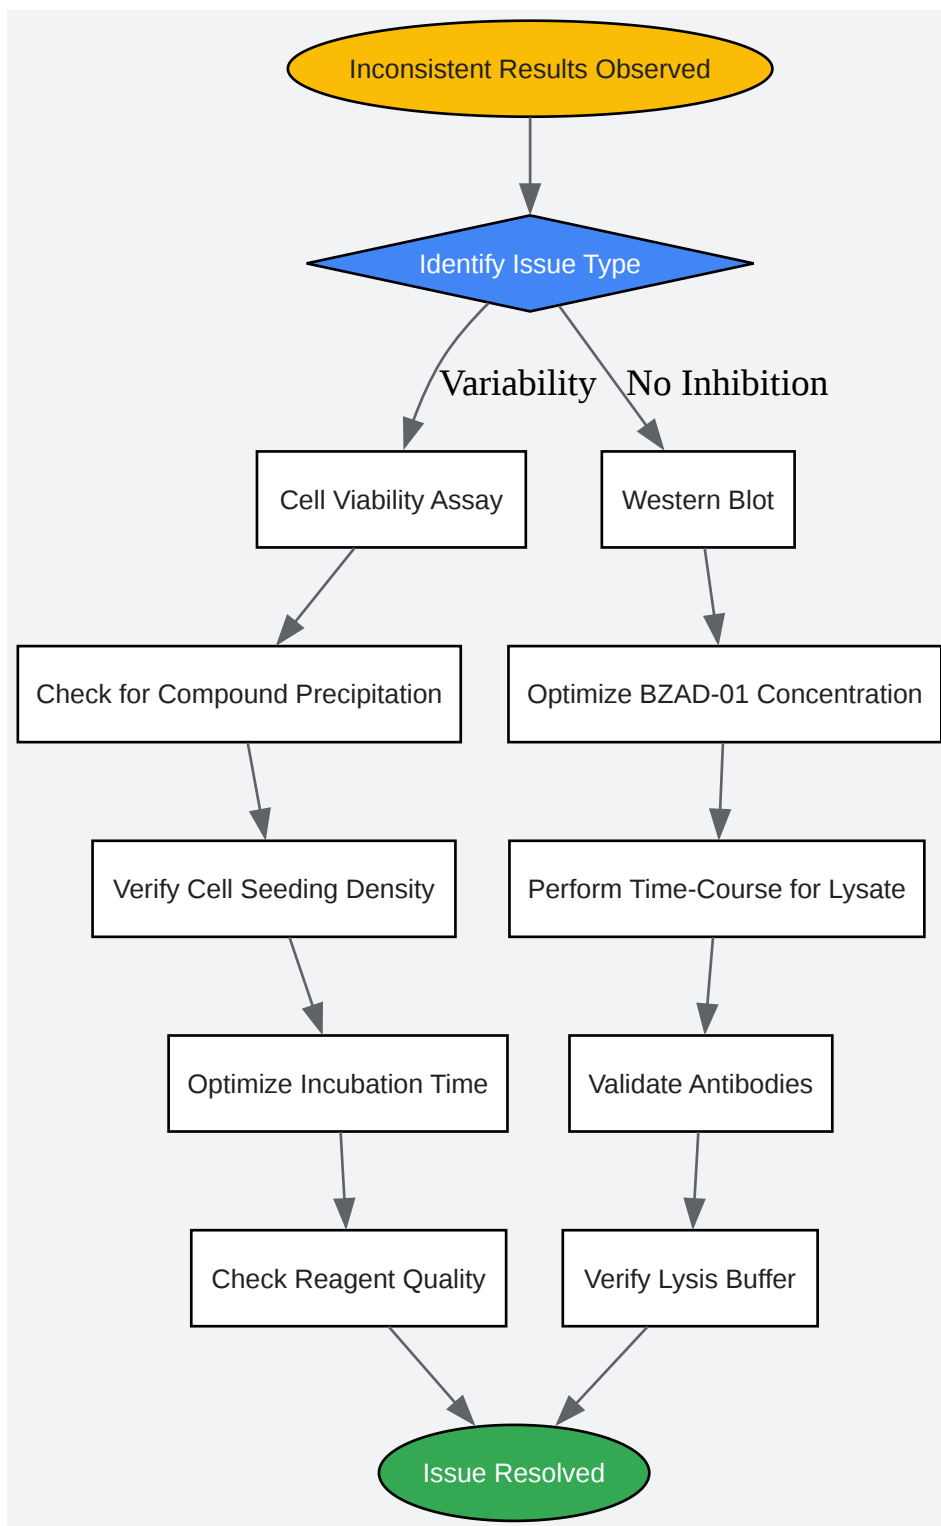 Inconsistent Results Observed
Identify Issue Type
Variability
No Inhibition
Cell Viability Assay
Western Blot
Check for Compound Precipitation
Optimize BZAD-01 Concentration
Verify Cell Seeding Density
Perform Time-Course for Lysate
Optimize Incubation Time
Validate Antibodies
Check Reagent Quality
Verify Lysis Buffer
Issue Resolved